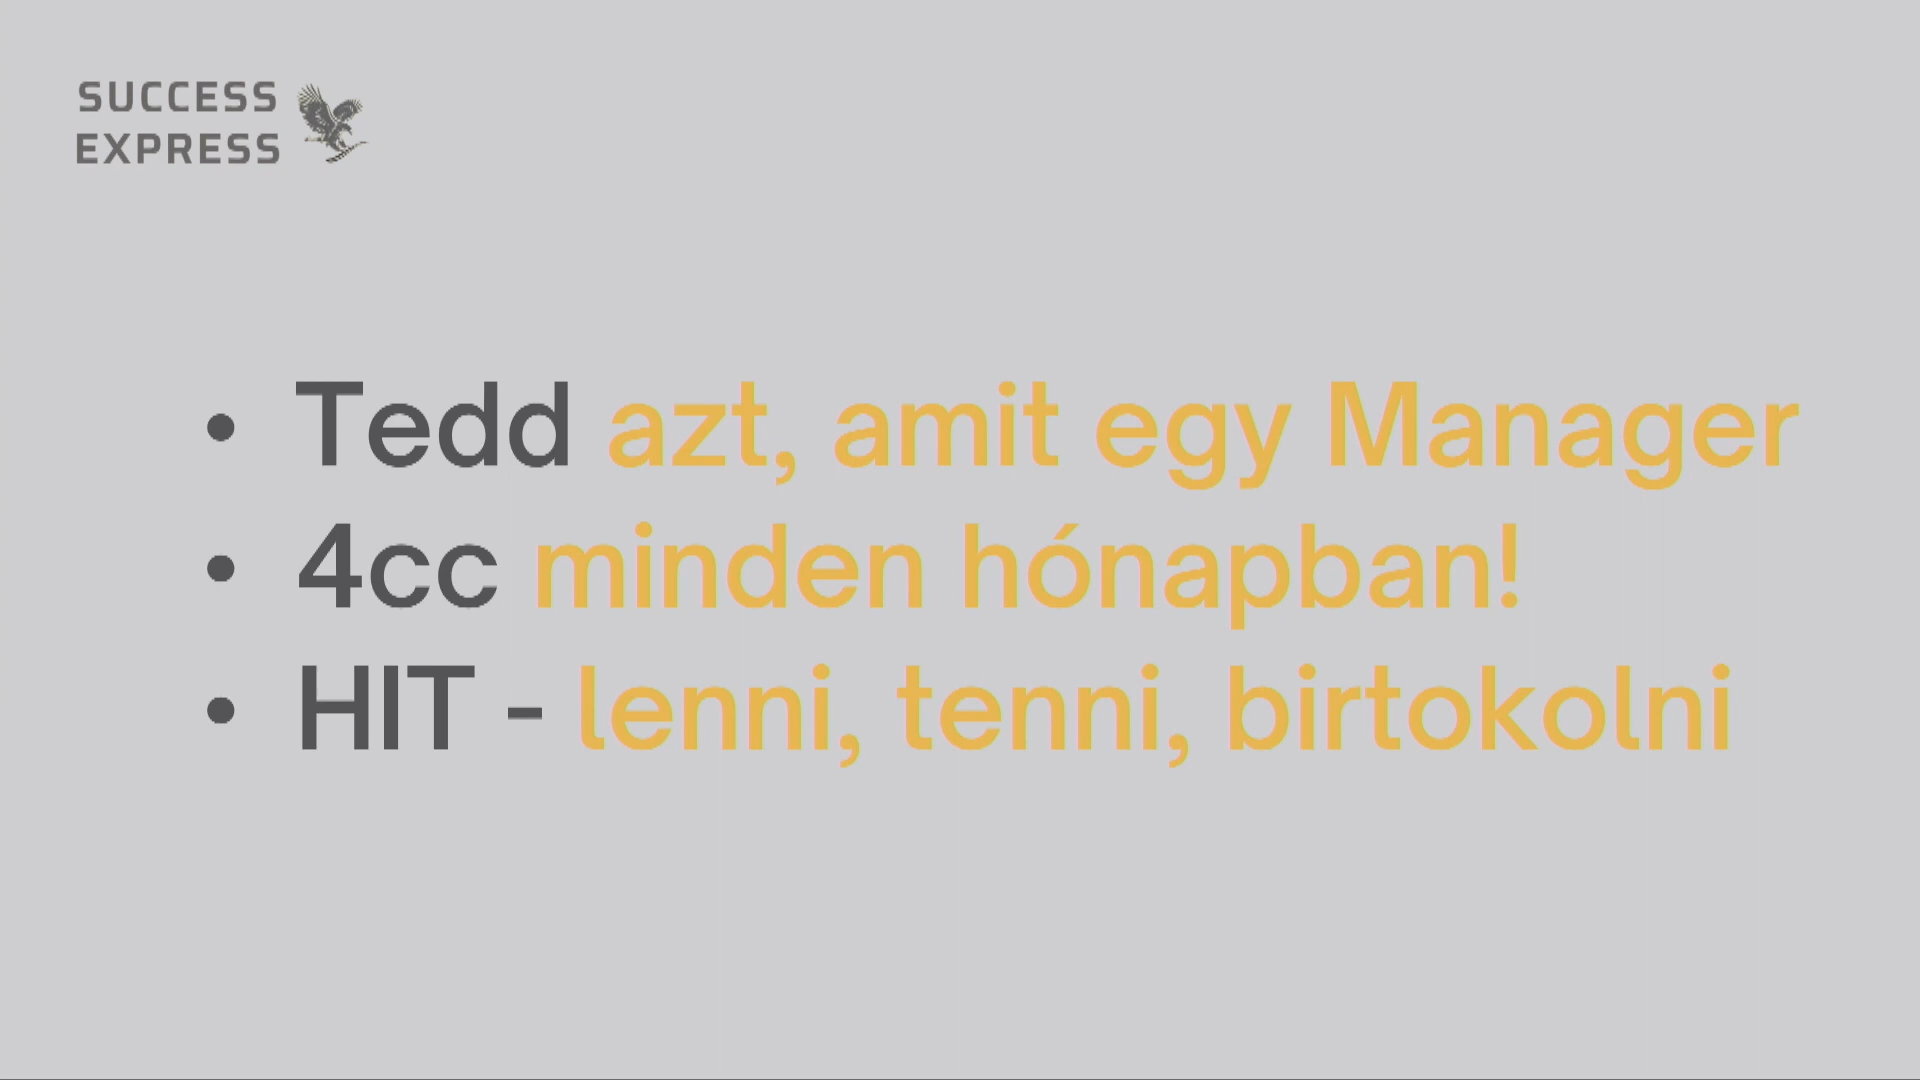 SUCCESS
EXPRESS
• Tedd azt, amit egy Manager
• 4cc minden hónapban!
• HIT - lenni, tenni, birtokolni